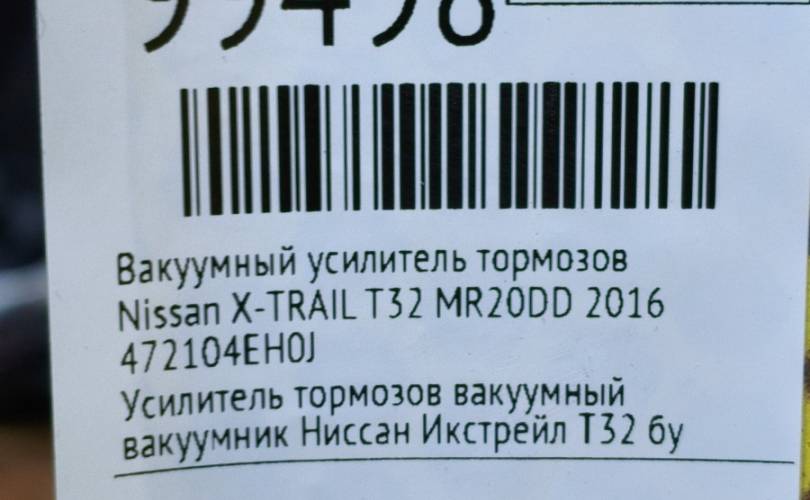 Вакуумный усилитель тормозов
Nissan X-TRAIL T32 MR20DD 2016
472104EH0J
Усилитель тормозов вакуумный
вакуумник Ниссан Икстрейл Т32 бу